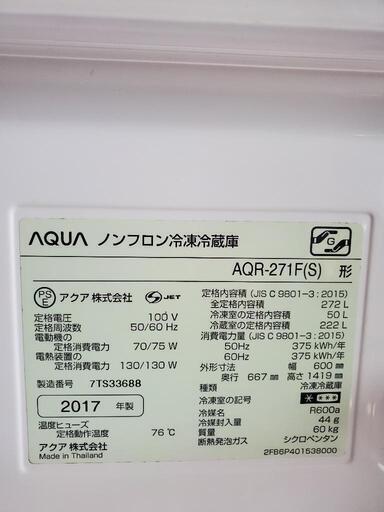 AQUA ノンフロン冷凍冷蔵庫
AQR-271F(S) 形
G
PS E アクア 株式会社 S JET
定格電圧 100 V
定格周波数 50/60 Hz
電動機の
定格消費電力 70/75 W
電熱装置の
定格消費電力 130/130 W
製造番号 7TS33688
2017 年製
温度ヒューズ
定格動作温度 76℃
アクア 株式会社
Made in Thailand
定格内容積 (JIS C 9801-3:2015)
全定格内容積 272 L
冷凍室の定格内容積 50 L
冷蔵室の定格内容積 222 L
消費電力量 (JIS C 9801-3:2015)
50Hz 375 kWh/年
60Hz 375 kWh/年
外形寸法 幅 600 mm
奥行 667 mm 高さ 1419 mm
種類 冷凍冷蔵庫
冷凍室の記号 * ***
冷媒名 R600a
冷媒封入量 44 g
質量 60 kg
断熱発泡ガス シクロペンタン
2FB6P401538000